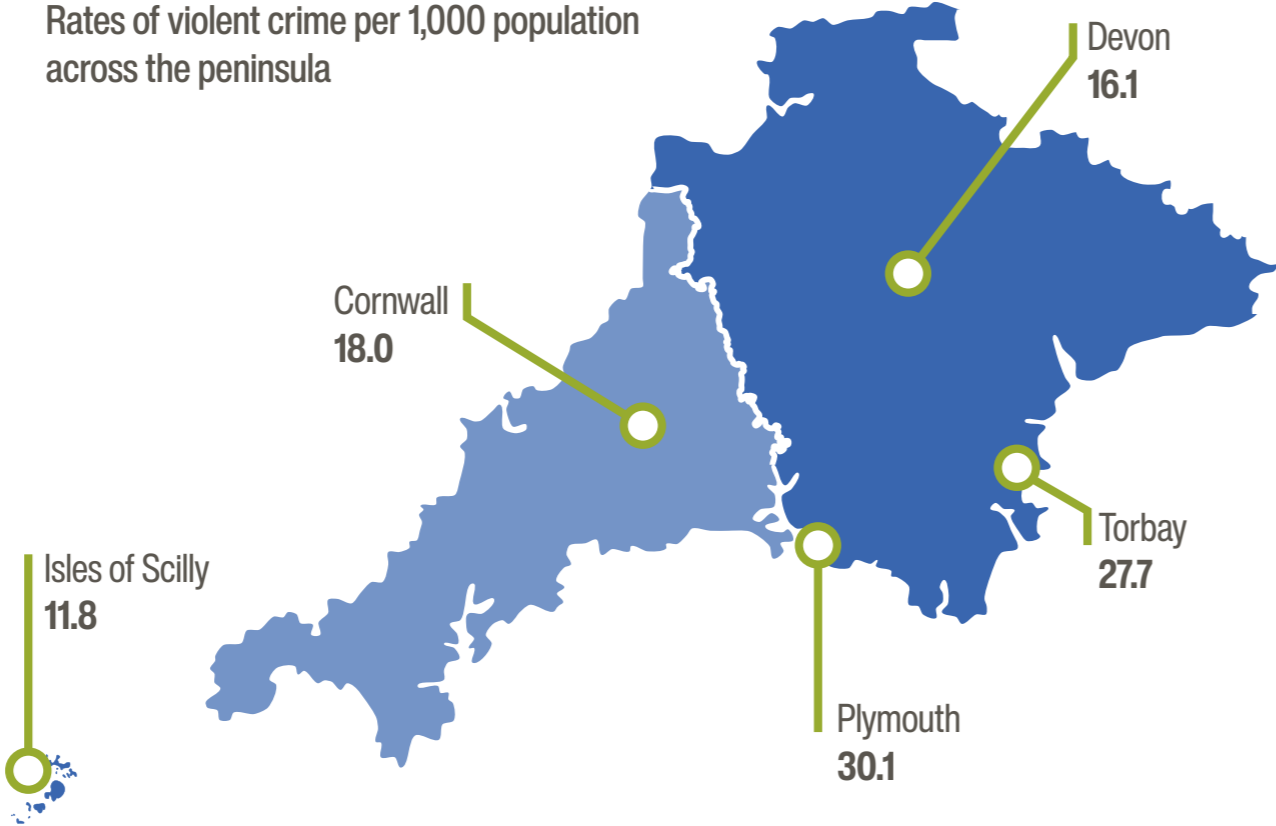 Rates of violent crime per 1,000 population
across the peninsula
Devon
16.1
Cornwall
18.0
Torbay
27.7
Isles of Scilly
11.8
Plymouth
30.1